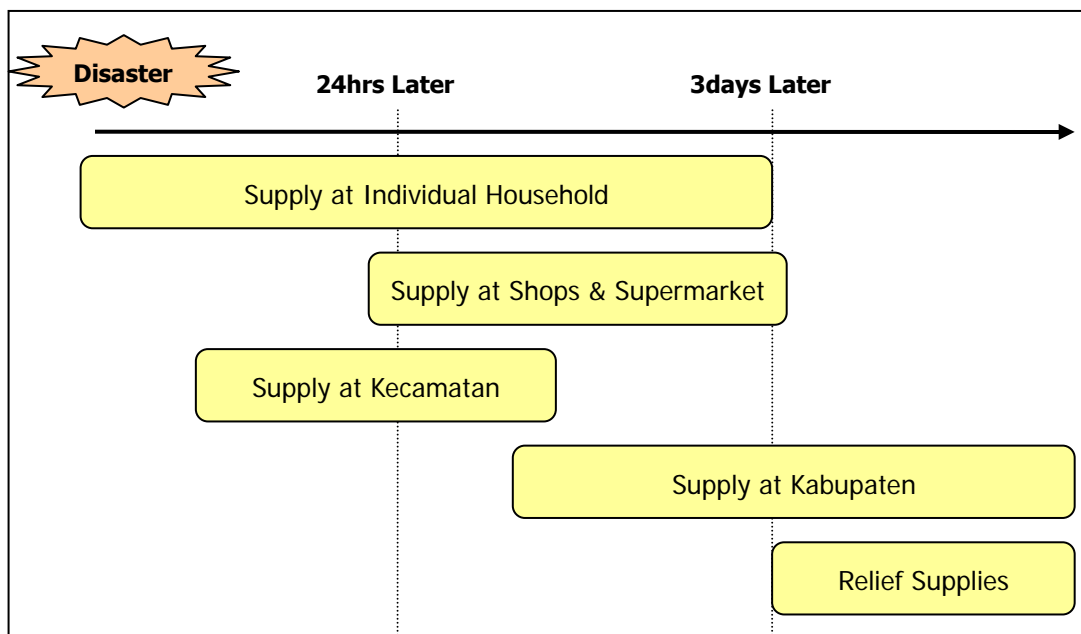 Disaster
24hrs Later
3days Later
Supply at Individual Household
Supply at Shops & Supermarket
Supply at Kecamatan
Supply at Kabupaten
Relief Supplies